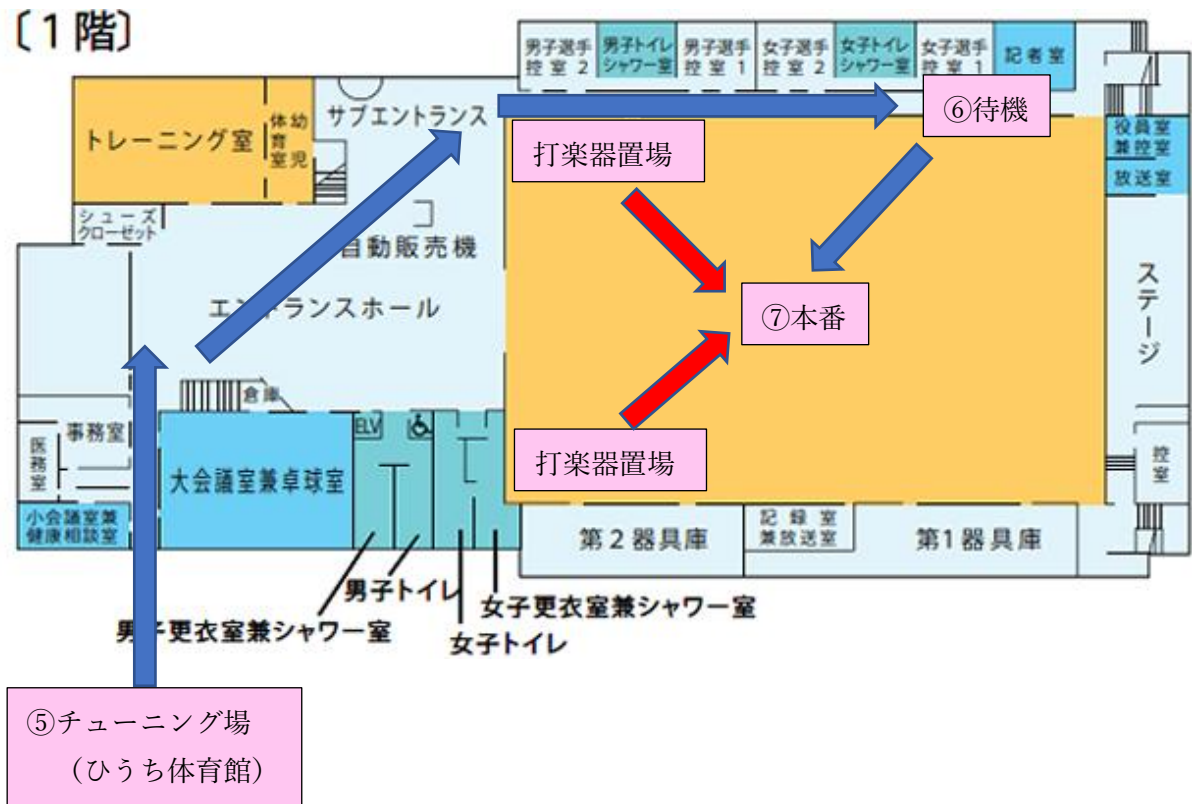 〔1階〕
男子選手
控室2
男子トイレ
シャワー室
男子選手
控室1
女子選手
控室2
女子トイレ
シャワー室
女子選手
控室1
記者室
トレーニング室
幼児
体育室
サブエントランス
⑥待機
打楽器置場
役員室
兼控室
放送室
シューズ
クローゼット
自動販売機
エントランスホール
⑦本番
ステージ
倉庫
事務室
医務室
ELV
大会議室兼卓球室
打楽器置場
控室
小会議室兼
健康相談室
第2器具庫
記録室
兼放送室
第1器具庫
男子トイレ
男子更衣室兼シャワー室
女子更衣室兼シャワー室
女子トイレ
⑤チューニング場
（ひうち体育館）